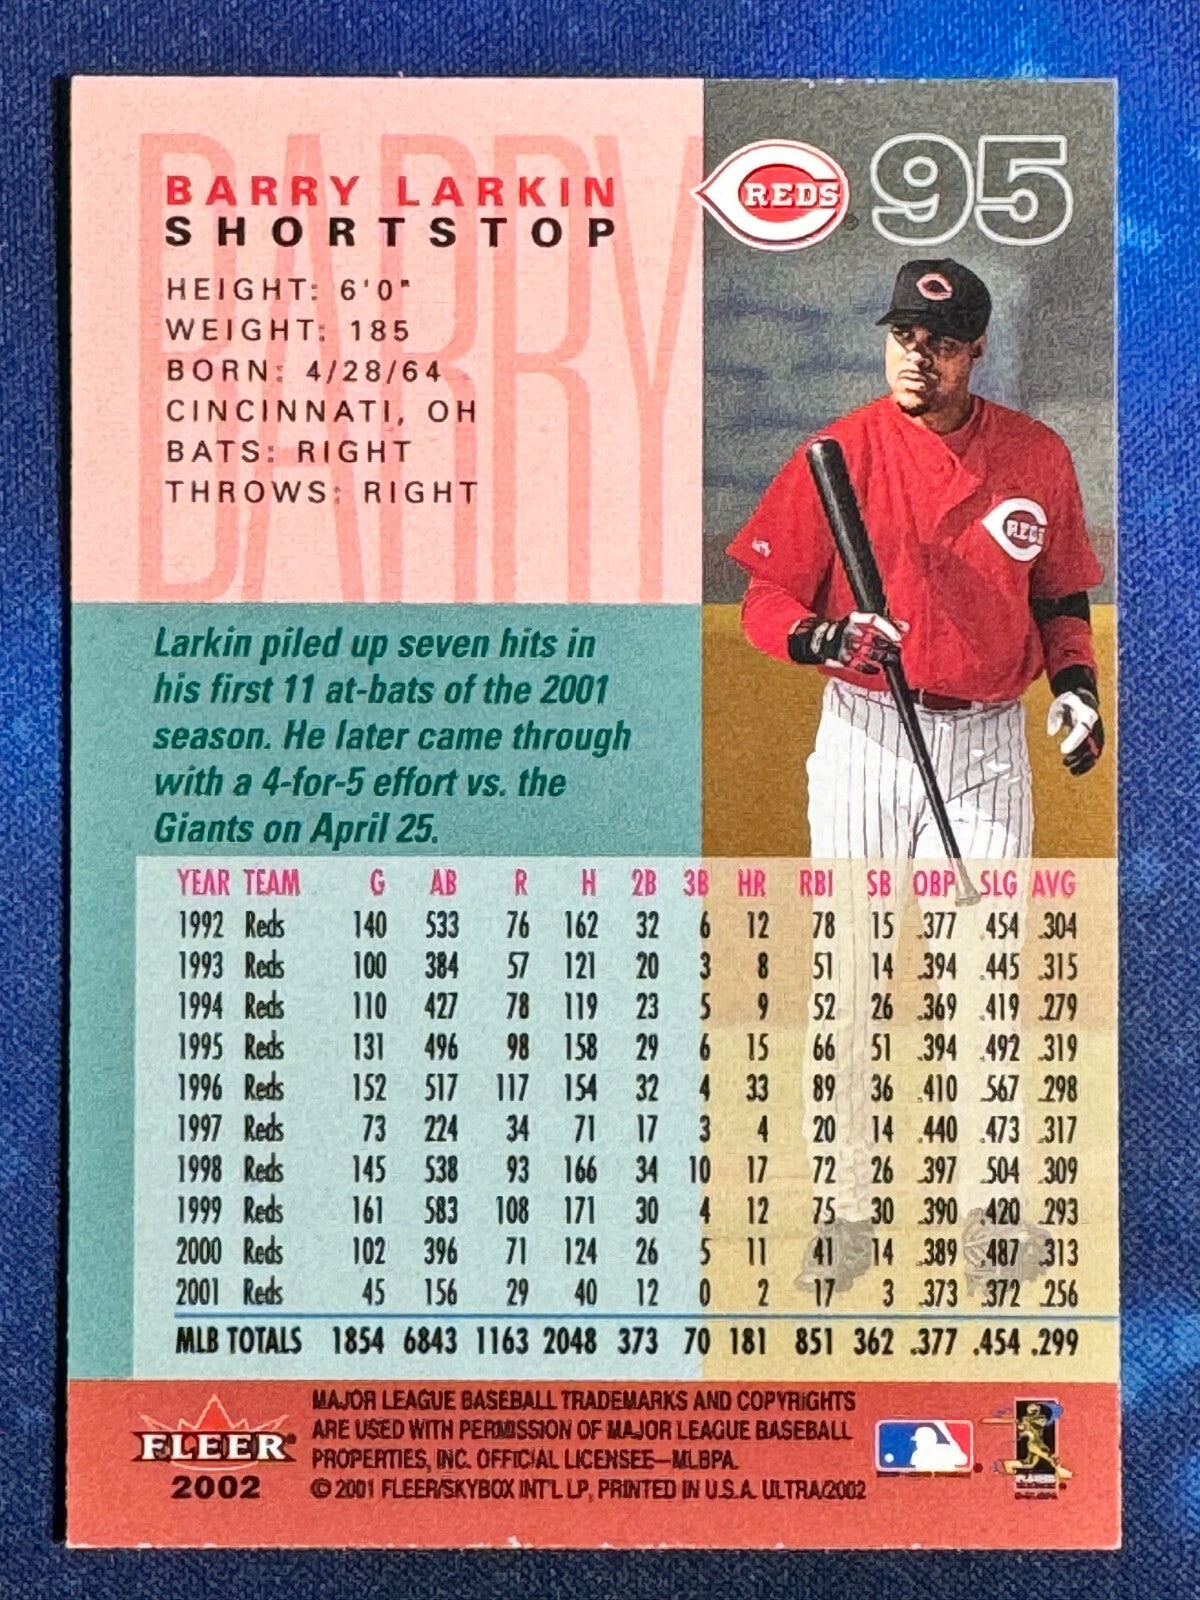 BARRY
BARRY LARKIN
SHORTSTOP
HEIGHT: 6'0"
WEIGHT: 185
BORN: 4/28/64
CINCINNATI, OH
BATS: RIGHT
THROWS: RIGHT
REDS
95
REDS
Larkin piled up seven hits in
his first 11 at-bats of the 2001
season. He later came through
with a 4-for-5 effort vs. the
Giants on April 25.
YEAR TEAM G AB R H 2B 3B HR RBI SB OBP SLG AVG
1992 Reds 140 533 76 162 32 6 12 78 15 .377 .454 .304
1993 Reds 100 384 57 121 20 3 8 51 14 .394 .445 .315
1994 Reds 110 427 78 119 23 5 9 52 26 .369 .419 .279
1995 Reds 131 496 98 158 29 6 15 66 51 .394 .492 .319
1996 Reds 152 517 117 154 32 4 33 89 36 .410 .567 .298
1997 Reds 73 224 34 71 17 3 4 20 14 .440 .473 .317
1998 Reds 145 538 93 166 34 10 17 72 26 .397 .504 .309
1999 Reds 161 583 108 171 30 4 12 75 30 .390 .420 .293
2000 Reds 102 396 71 124 26 5 11 41 14 .389 .487 .313
2001 Reds 45 156 29 40 12 0 2 17 3 .373 .372 .256
MLB TOTALS 1854 6843 1163 2048 373 70 181 851 362 .377 .454 .299
FLEER
2002
MAJOR LEAGUE BASEBALL TRADEMARKS AND COPYRIGHTS
ARE USED WITH PERMISSION OF MAJOR LEAGUE BASEBALL
PROPERTIES, INC. OFFICIAL LICENSEE—MLBPA.
© 2001 FLEER/SKYBOX INT'L LP, PRINTED IN U.S.A. ULTRA/2002